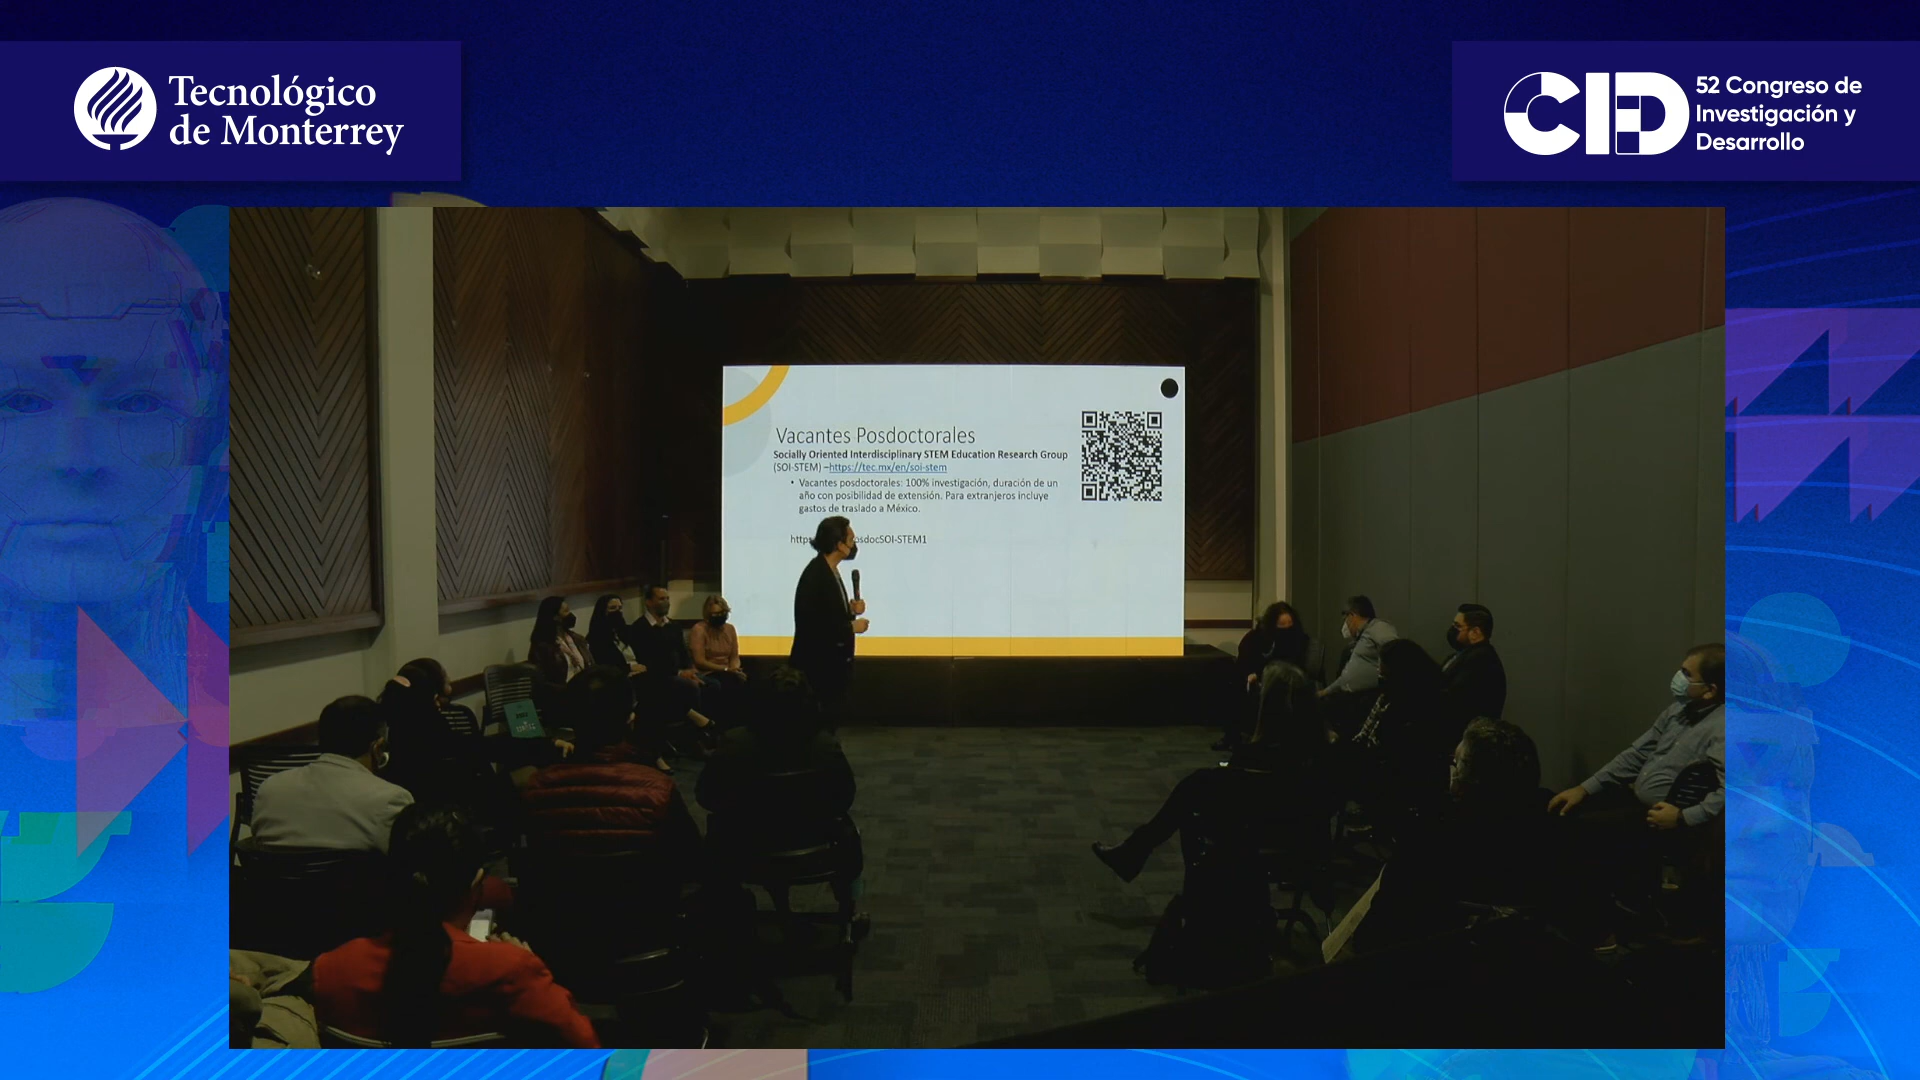 Tecnológico
de Monterrey
CID
52 Congreso de
Investigación y
Desarrollo
Vacantes Posdoctorales
Socially Oriented Interdisciplinary STEM Education Research Group
(SOI-STEM) –https://tec.mx/en/soi-stem
• Vacantes posdoctorales: 100% investigación, duración de un
año con posibilidad de extensión. Para extranjeros incluye
gastos de traslado a México.